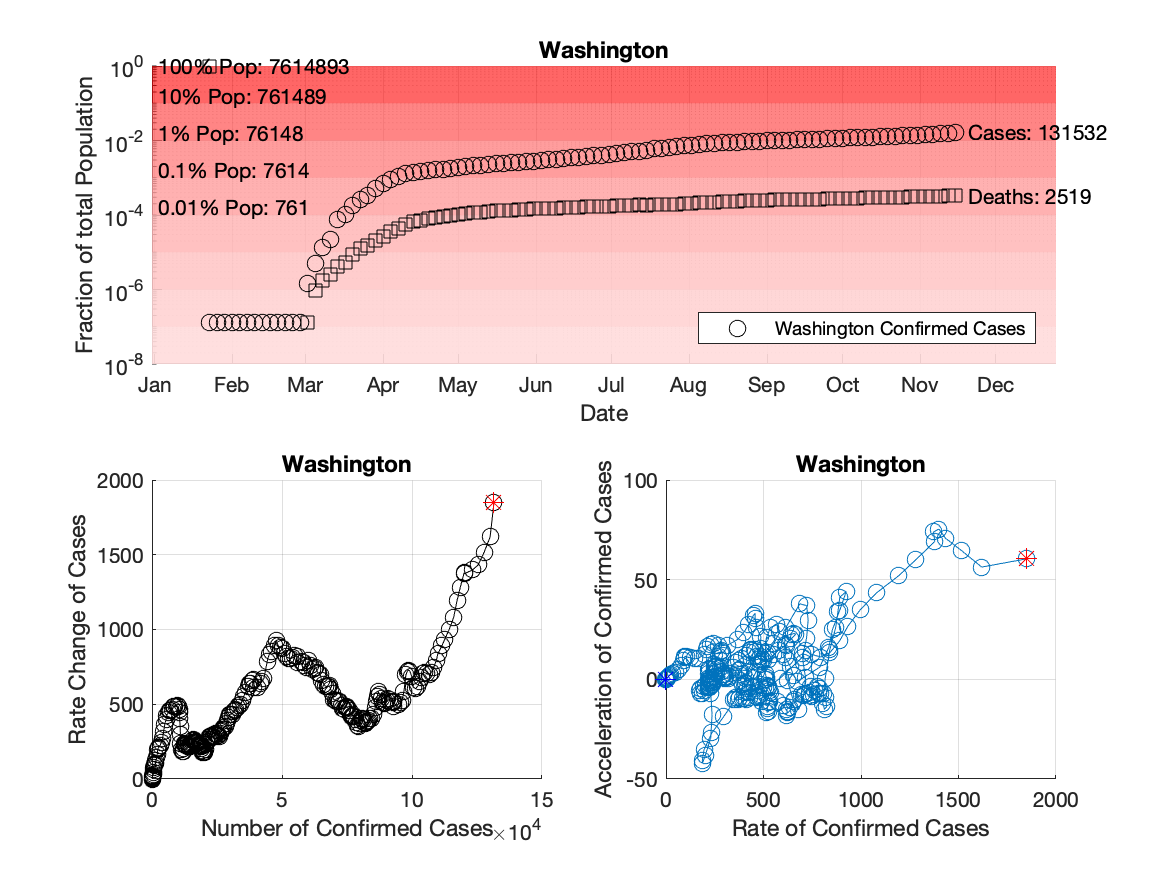 Washington
Fraction of total Population
10^0
10^-2
10^-4
10^-6
10^-8
100% Pop: 7614893
10% Pop: 761489
1% Pop: 76148
0.1% Pop: 7614
0.01% Pop: 761
Cases: 131532
Deaths: 2519
Washington Confirmed Cases
Jan Feb Mar Apr May Jun Jul Aug Sep Oct Nov Dec
Date
Washington
Rate Change of Cases
2000
1500
1000
500
0
0 5 10 15
Number of Confirmed Cases ×10^4
Washington
Acceleration of Confirmed Cases
100
50
0
-50
0 500 1000 1500 2000
Rate of Confirmed Cases